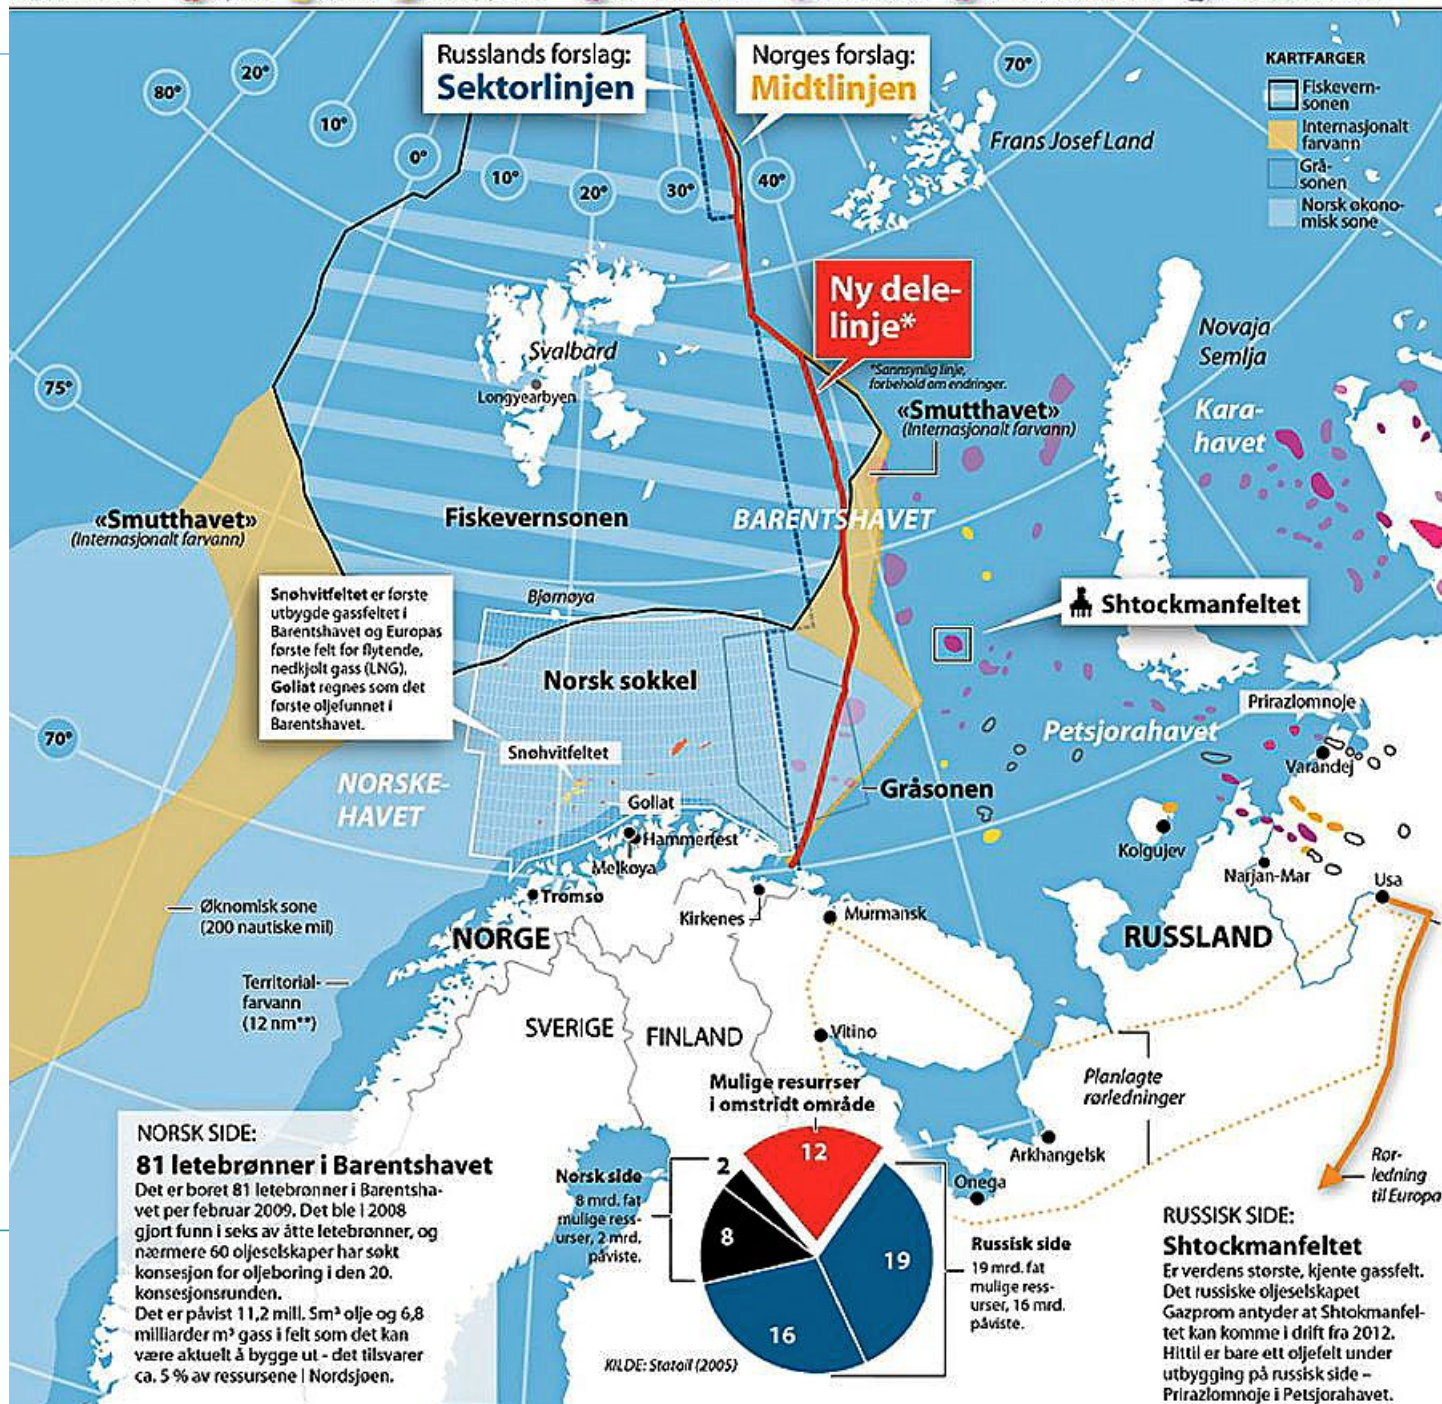 Russlands forslag:
Sektorlinjen
Norges forslag:
Midtlinjen
KARTFARGER
Fiskevern-
sonen
Internasjonalt
farvann
Grå-
sonen
Norsk økono-
misk sone
80°
20°
10°
0°
10°
20°
30°
40°
70°
75°
70°
Frans Josef Land
Ny dele-
linje*
*Sannsynlig linje,
forbehold om endringer.
Novaja
Semlja
Svalbard
Longyearbyen
«Smutthavet»
(Internasjonalt farvann)
Kara-
havet
«Smutthavet»
(Internasjonalt farvann)
Fiskevernsonen
BARENTSHAVET
Snøhvitfeltet er første
utbygde gassfeltet i
Barentshavet og Europas
første felt for flytende,
nedkjølt gass (LNG).
Goliat regnes som det
første oljefunnet i
Barentshavet.
Bjørnøya
Shtockmanfeltet
Norsk sokkel
Prirazlomnoje
Petsjorahavet
Varandej
Snøhvitfeltet
NORSKE-
HAVET
Gråsonen
Goliat
Hammerfest
Melkøya
Kolgujev
Narjan-Mar
Usa
Tromsø
Kirkenes
Murmansk
Øknomisk sone
(200 nautiske mil)
NORGE
RUSSLAND
Territorial-
farvann
(12 nm**)
SVERIGE
FINLAND
Vitino
Planlagte
rørledninger
Mulige resurrser
i omstridt område
Arkhangelsk
Onega
Rør-
ledning
til Europa
NORSK SIDE:
81 letebrønner i Barentshavet
Det er boret 81 letebrønner i Barentsha-
vet per februar 2009. Det ble i 2008
gjort funn i seks av åtte letebrønner, og
nærmere 60 oljeselskaper har søkt
konsesjon for oljeboring i den 20.
konsesjonsrunden.
Det er påvist 11,2 mill. Sm³ olje og 6,8
milliarder m³ gass i felt som det kan
være aktuelt å bygge ut - det tilsvarer
ca. 5 % av ressursene i Nordsjøen.
Norsk side
8 mrd. fat
mulige ress-
urser, 2 mrd.
påviste.
2
12
8
19
16
Russisk side
19 mrd. fat
mulige ress-
urser, 16 mrd.
påviste.
KILDE: Statoil (2005)
RUSSISK SIDE:
Shtockmanfeltet
Er verdens største, kjente gassfelt.
Det russiske oljeselskapet
Gazprom antyder at Shtokmanfel-
tet kan komme i drift fra 2012.
Hittil er bare ett oljefelt under
utbygging på russisk side –
Prirazlomnoje i Petsjorahavet.